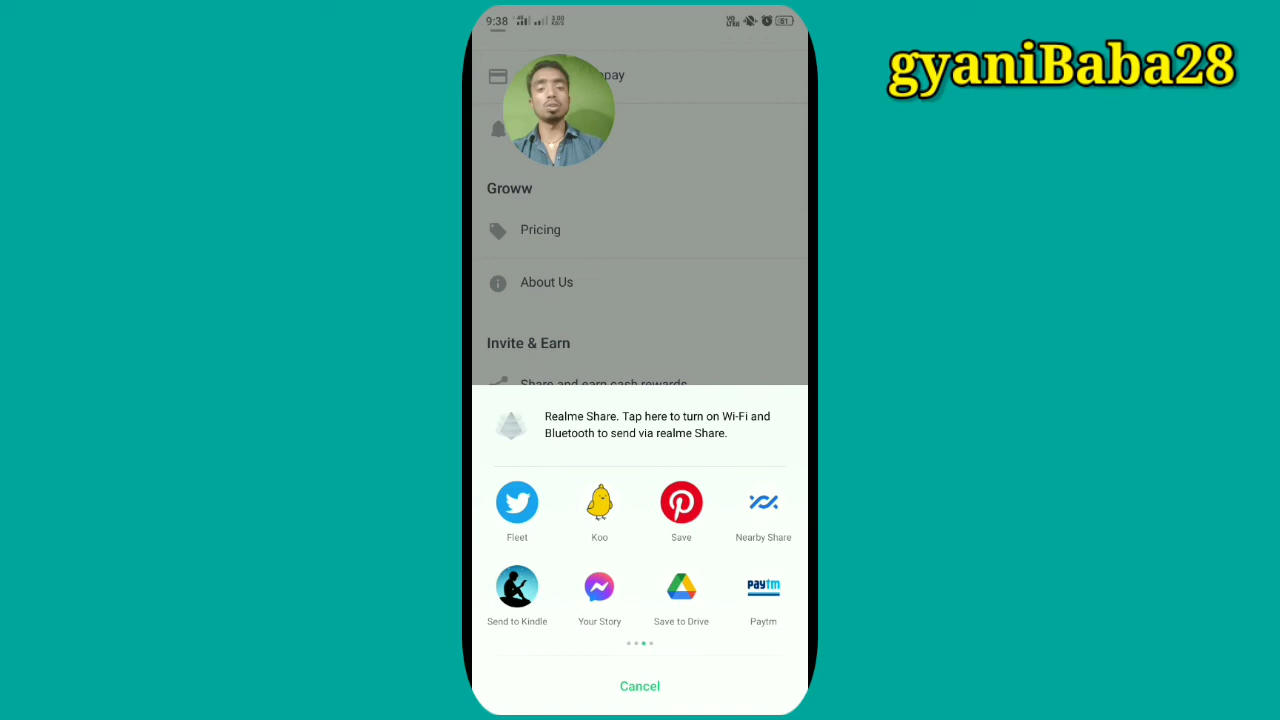 gyaniBaba28
9:38
pay
Groww
Pricing
About Us
Invite & Earn
Share and earn cash rewards
Realme Share. Tap here to turn on Wi-Fi and
Bluetooth to send via realme Share.
Fleet Koo Save Nearby Share
paytm
Send to Kindle Your Story Save to Drive Paytm
Cancel